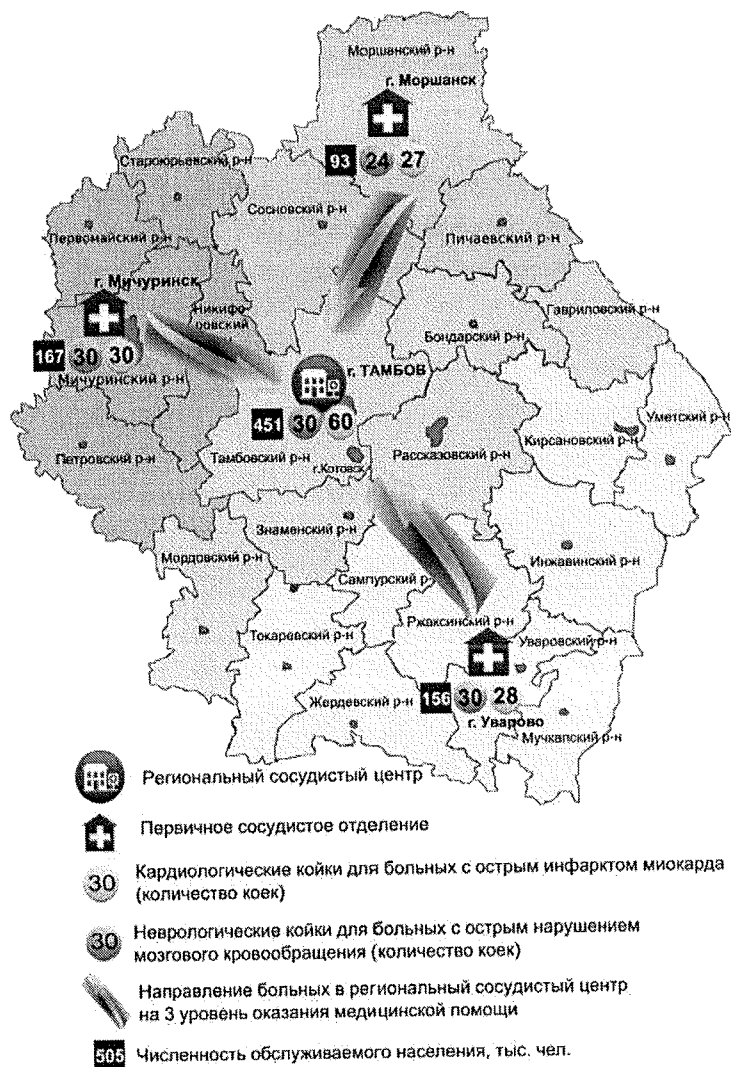 Моршанский р-н
г. Моршанск
93 24 27
Староюрьевский р-н
Сосновский р-н
Первомайский р-н
Пичаевский р-н
г. Мичуринск
Никифо-
ровский
Гавриловский р-н
Бондарский р-н
167 30 30
Мичуринский р-н
г. ТАМБОВ
451 30 60
Уметский р-н
Кирсановский р-н
Петровский р-н
Тамбовский р-н
г.Котовск
Рассказовский р-н
Знаменский р-н
Мордовский р-н
Сампурский р-
Инжавинский р-н
Токаревский р-н
Ржаксинский р-н
Уваровский р-н
Жердевский р-н
156 30 28
г. Уварово
Мучкапский р-н
Региональный сосудистый центр
Первичное сосудистое отделение
30 Кардиологические койки для больных с острым инфарктом миокарда
(количество коек)
30 Неврологические койки для больных с острым нарушением
мозгового кровообращения (количество коек)
Направление больных в региональный сосудистый центр
на 3 уровень оказания медицинской помощи
505 Численность обслуживаемого населения, тыс. чел.